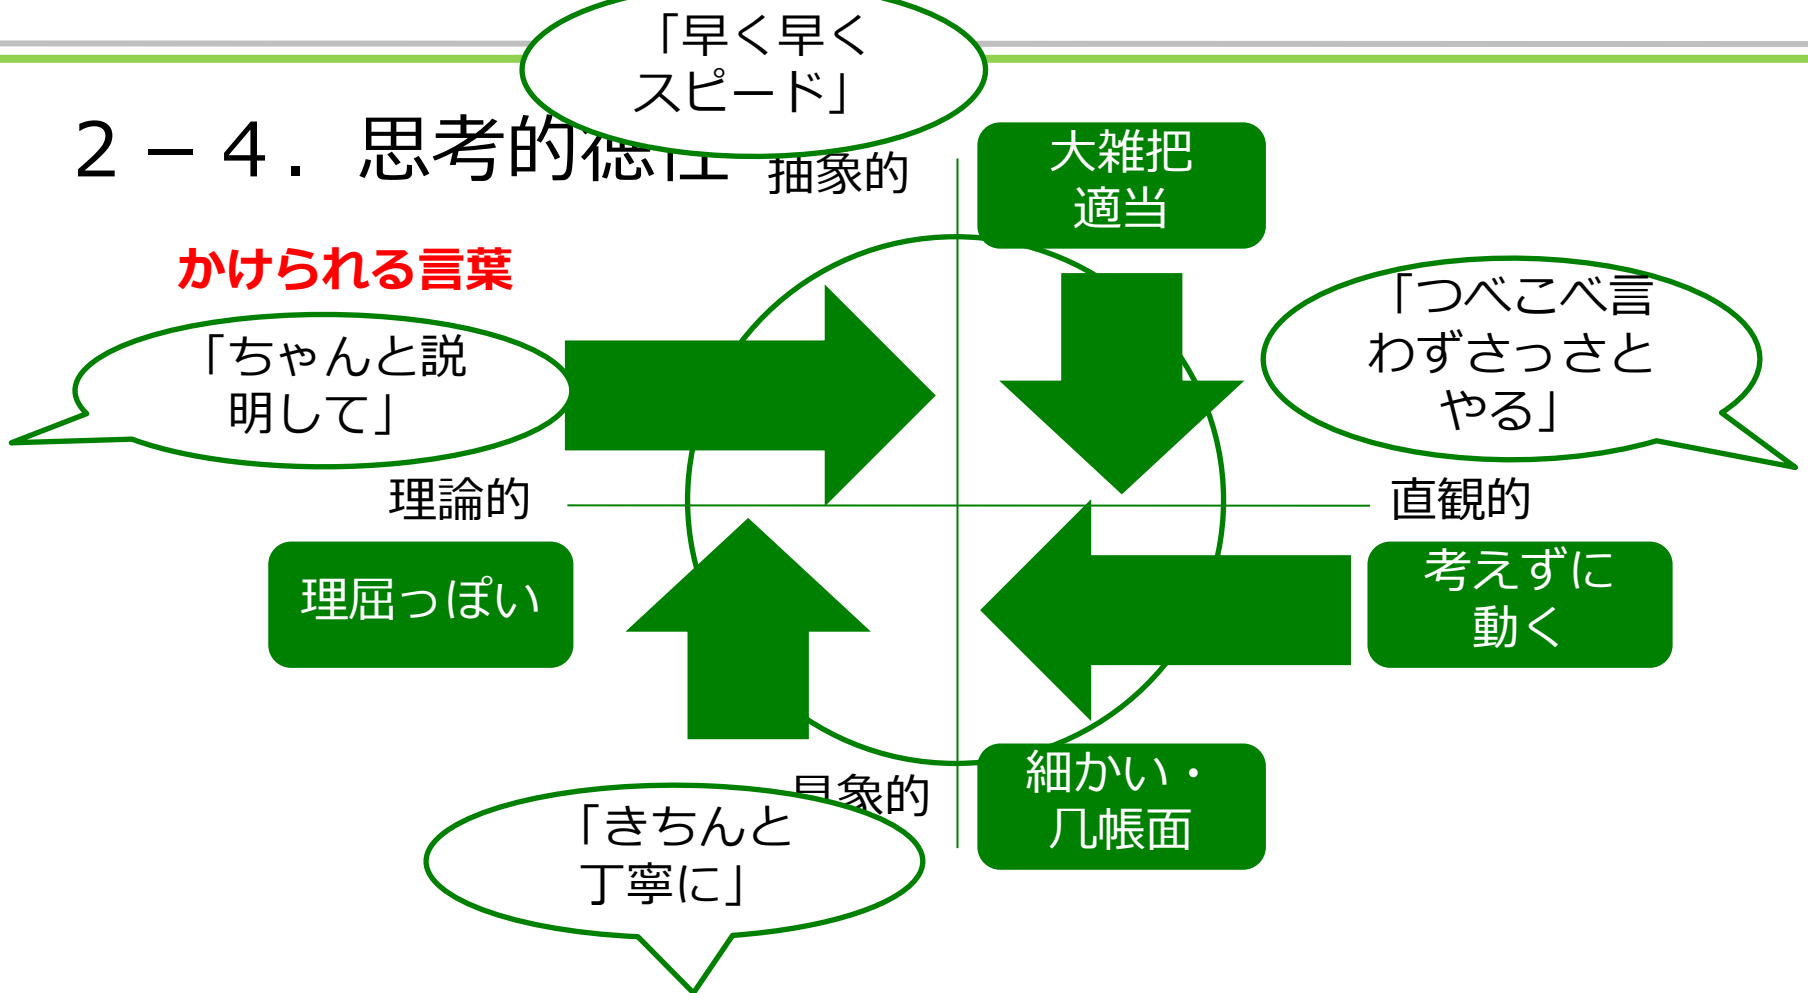 「早く早く
スピード」
２－４．思考的徳性
抽象的
大雑把
適当
かけられる言葉
「ちゃんと説
明して」
「つべこべ言
わずさっさと
やる」
理論的
直観的
理屈っぽい
考えずに
動く
具象的
細かい・
几帳面
「きちんと
丁寧に」